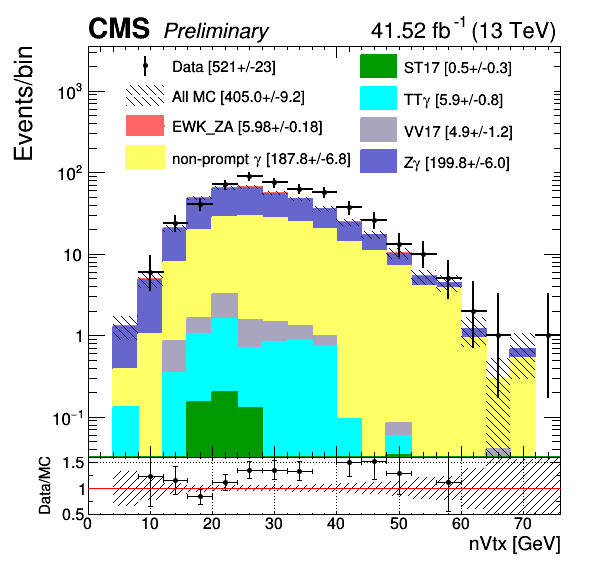 CMS Preliminary 41.52 fb⁻¹ (13 TeV)
Events/bin
Data [521+/-23]
All MC [405.0+/-9.2]
EWK_ZA [5.98+/-0.18]
non-prompt γ [187.8+/-6.8]
ST17 [0.5+/-0.3]
TTγ [5.9+/-0.8]
VV17 [4.9+/-1.2]
Zγ [199.8+/-6.0]
10³
10²
10
1
10⁻¹
Data/MC
1.5
1
0.5
0 10 20 30 40 50 60 70
nVtx [GeV]